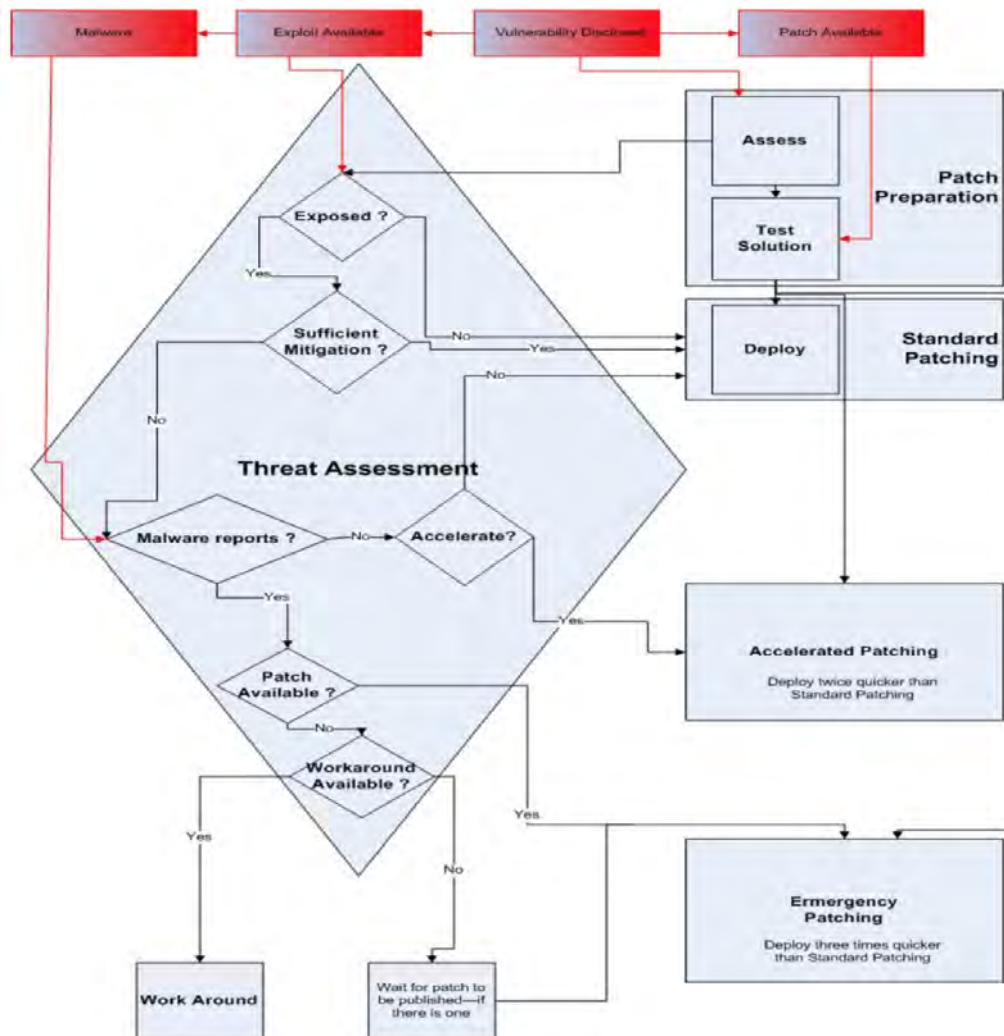 Malware
Exploit Available
Vulnerability Disclosed
Patch Available
Assess
Patch
Preparation
Exposed ?
Test
Solution
Yes
Sufficient
Mitigation ?
No
Yes
Deploy
Standard
Patching
No
No
Threat Assessment
Malware reports ?
No
Accelerate?
Yes
Yes
Accelerated Patching
Deploy twice quicker than
Standard Patching
Patch
Available ?
No
Workaround
Available ?
Yes
Yes
No
Ermergency
Patching
Deploy three times quicker
than Standard Patching
Work Around
Wait for patch to
be published—if
there is one